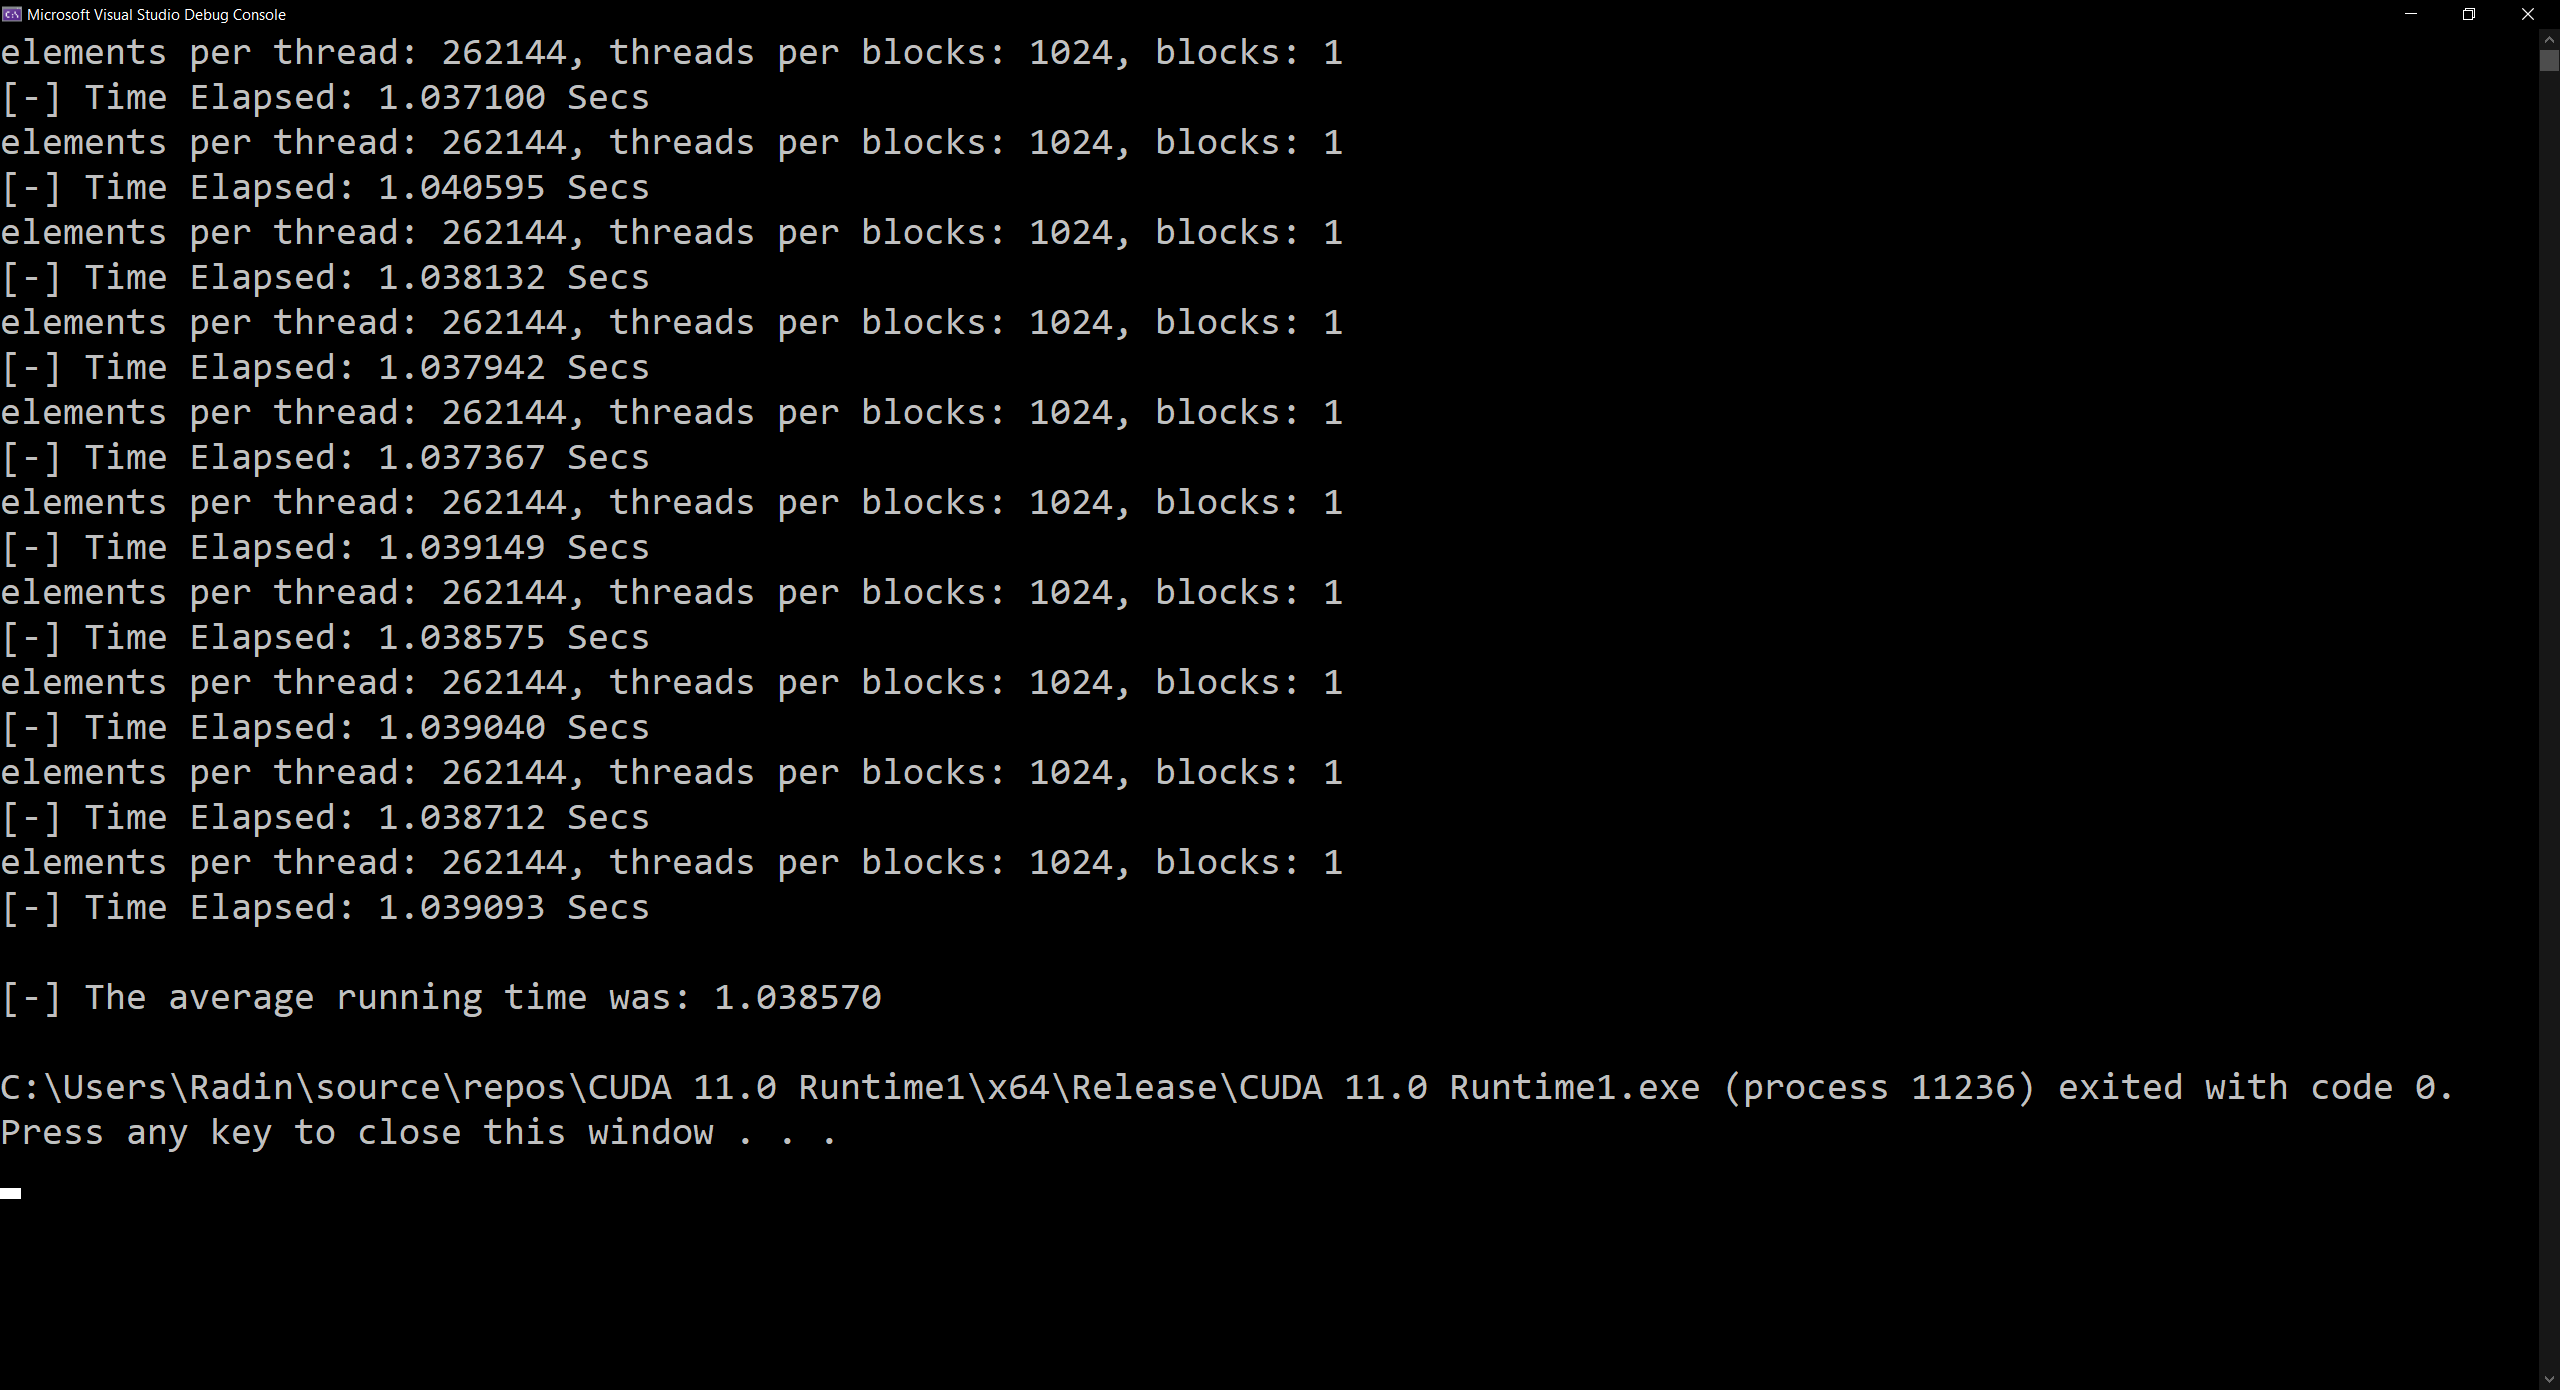 Microsoft Visual Studio Debug Console
elements per thread: 262144, threads per blocks: 1024, blocks: 1
[-] Time Elapsed: 1.037100 Secs
elements per thread: 262144, threads per blocks: 1024, blocks: 1
[-] Time Elapsed: 1.040595 Secs
elements per thread: 262144, threads per blocks: 1024, blocks: 1
[-] Time Elapsed: 1.038132 Secs
elements per thread: 262144, threads per blocks: 1024, blocks: 1
[-] Time Elapsed: 1.037942 Secs
elements per thread: 262144, threads per blocks: 1024, blocks: 1
[-] Time Elapsed: 1.037367 Secs
elements per thread: 262144, threads per blocks: 1024, blocks: 1
[-] Time Elapsed: 1.039149 Secs
elements per thread: 262144, threads per blocks: 1024, blocks: 1
[-] Time Elapsed: 1.038575 Secs
elements per thread: 262144, threads per blocks: 1024, blocks: 1
[-] Time Elapsed: 1.039040 Secs
elements per thread: 262144, threads per blocks: 1024, blocks: 1
[-] Time Elapsed: 1.038712 Secs
elements per thread: 262144, threads per blocks: 1024, blocks: 1
[-] Time Elapsed: 1.039093 Secs
[-] The average running time was: 1.038570
C:\Users\Radin\source\repos\CUDA 11.0 Runtime1\x64\Release\CUDA 11.0 Runtime1.exe (process 11236) exited with code 0.
Press any key to close this window . . .